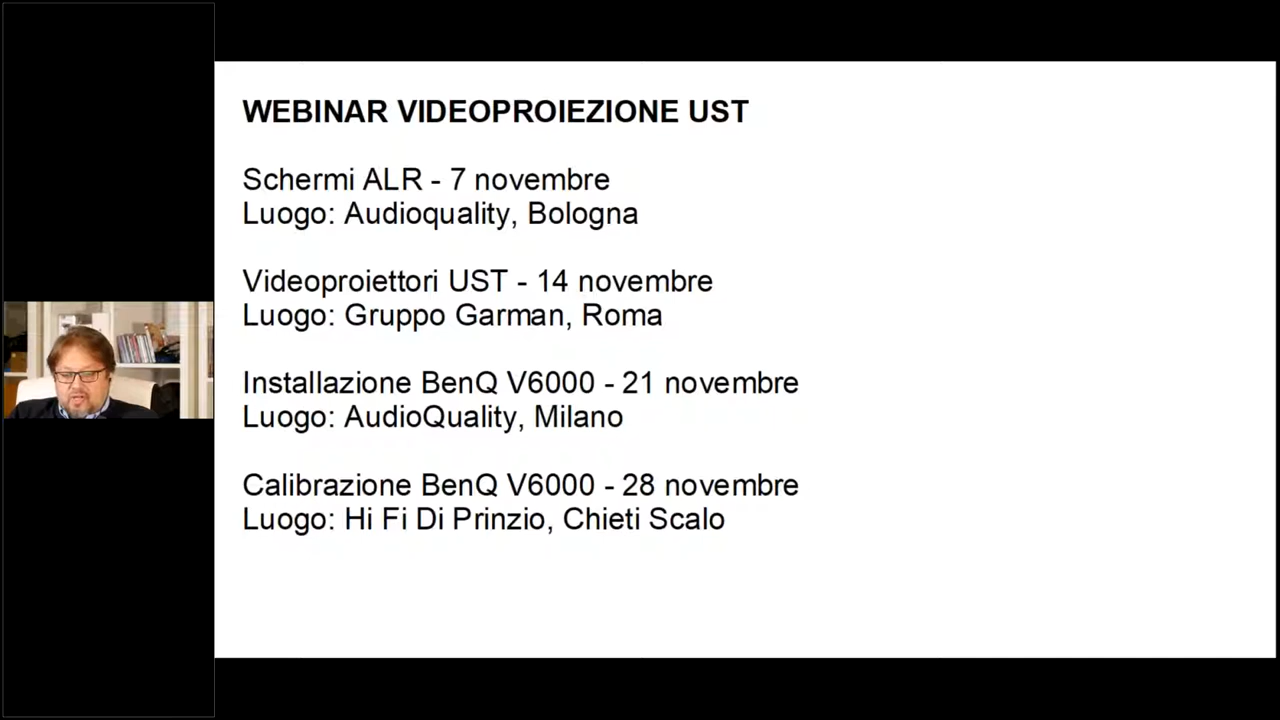 WEBINAR VIDEOPROIEZIONE UST
Schermi ALR - 7 novembre
Luogo: Audioquality, Bologna
Videoproiettori UST - 14 novembre
Luogo: Gruppo Garman, Roma
Installazione BenQ V6000 - 21 novembre
Luogo: AudioQuality, Milano
Calibrazione BenQ V6000 - 28 novembre
Luogo: Hi Fi Di Prinzio, Chieti Scalo